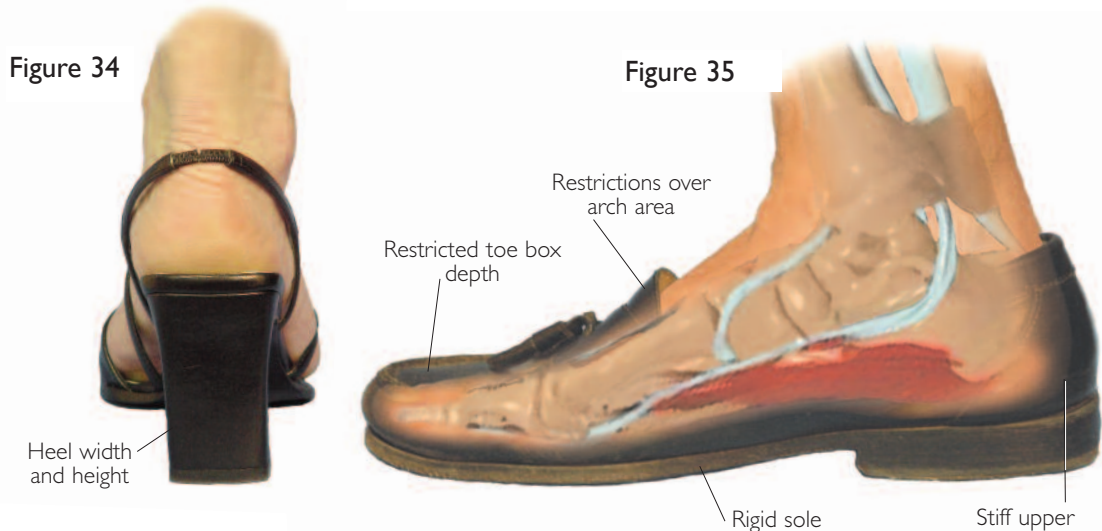 Figure 34
Figure 35
Restrictions over
arch area
Restricted toe box
depth
Heel width
and height
Rigid sole
Stiff upper